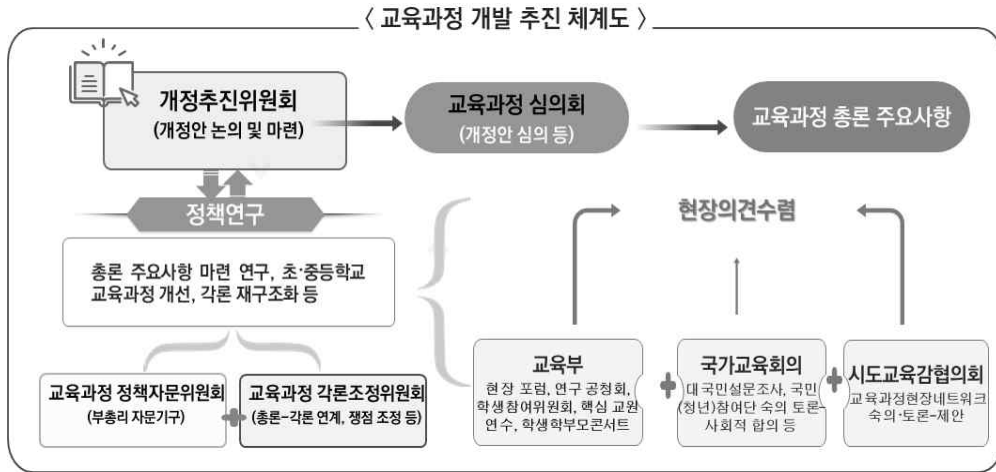 〈 교육과정 개발 추진 체계도 〉
개정추진위원회
(개정안 논의 및 마련)
교육과정 심의회
(개정안 심의 등)
교육과정 총론 주요사항
정책연구
총론 주요사항 마련 연구, 초·중등학교
교육과정 개선, 각론 재구조화 등
교육과정 정책자문위원회
(부총리 자문기구)
교육과정 각론조정위원회
(총론-각론 연계, 쟁점 조정 등)
현장의견수렴
교육부
현장 포럼, 연구 공청회,
학생참여위원회, 핵심 교원
연수, 학생학부모콘서트
국가교육회의
대국민설문조사, 국민
(청년)참여단 숙의 토론-
사회적 합의 등
시도교육감협의회
교육과정현장네트워크
숙의·토론-제안